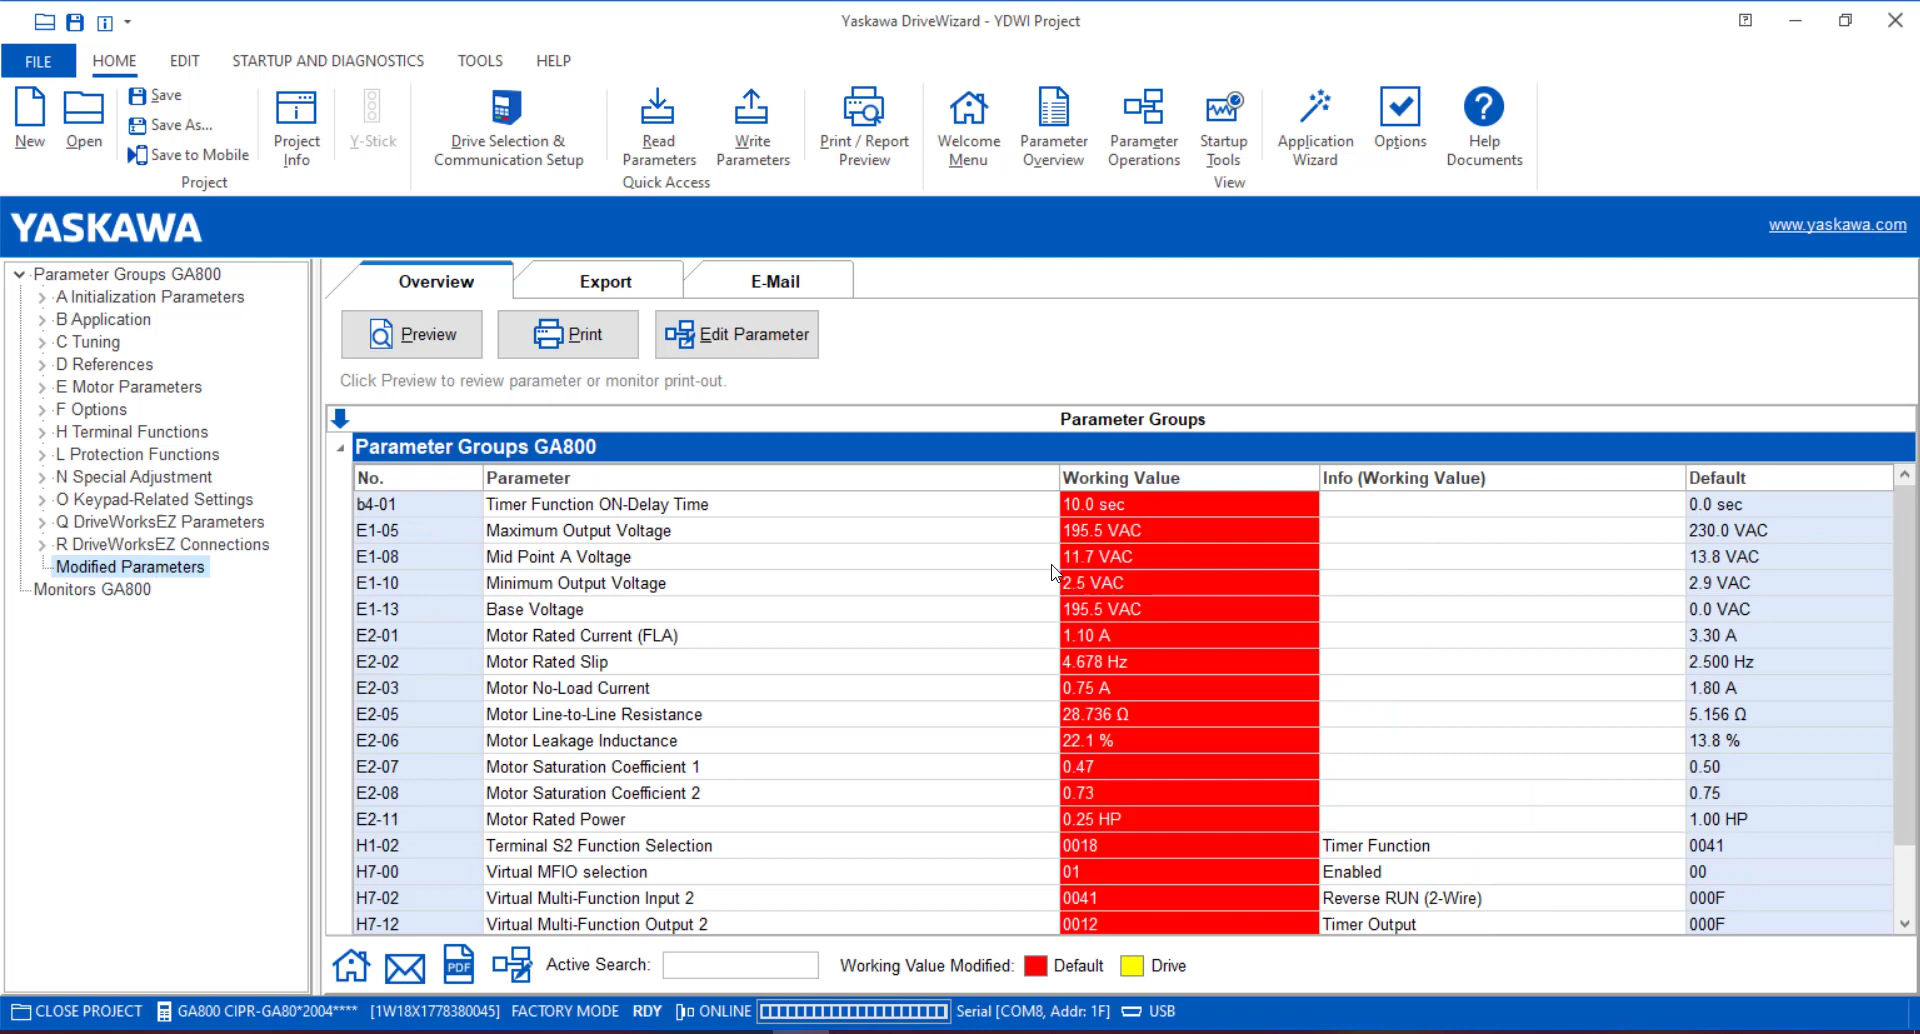 Yaskawa DriveWizard - YDWI Project
FILE
HOME
EDIT
STARTUP AND DIAGNOSTICS
TOOLS
HELP
New
Open
Save
Save As...
Save to Mobile
Project
Project Info
Y-Stick
Drive Selection &
Communication Setup
Read
Parameters
Write
Parameters
Quick Access
Print / Report
Preview
Welcome
Menu
Parameter
Overview
Parameter
Operations
Startup
Tools
View
Application
Wizard
Options
Help
Documents
YASKAWA
www.yaskawa.com
Parameter Groups GA800
A Initialization Parameters
B Application
C Tuning
D References
E Motor Parameters
F Options
H Terminal Functions
L Protection Functions
N Special Adjustment
O Keypad-Related Settings
Q DriveWorksEZ Parameters
R DriveWorksEZ Connections
Modified Parameters
Monitors GA800
Overview
Export
E-Mail
Preview
Print
Edit Parameter
Click Preview to review parameter or monitor print-out.
Parameter Groups
Parameter Groups GA800
No. Parameter Working Value Info (Working Value) Default
b4-01 Timer Function ON-Delay Time 10.0 sec 0.0 sec
E1-05 Maximum Output Voltage 195.5 VAC 230.0 VAC
E1-08 Mid Point A Voltage 11.7 VAC 13.8 VAC
E1-10 Minimum Output Voltage 2.5 VAC 2.9 VAC
E1-13 Base Voltage 195.5 VAC 0.0 VAC
E2-01 Motor Rated Current (FLA) 1.10 A 3.30 A
E2-02 Motor Rated Slip 4.678 Hz 2.500 Hz
E2-03 Motor No-Load Current 0.75 A 1.80 A
E2-05 Motor Line-to-Line Resistance 28.736 Ω 5.156 Ω
E2-06 Motor Leakage Inductance 22.1 % 13.8 %
E2-07 Motor Saturation Coefficient 1 0.47 0.50
E2-08 Motor Saturation Coefficient 2 0.73 0.75
E2-11 Motor Rated Power 0.25 HP 1.00 HP
H1-02 Terminal S2 Function Selection 0018 Timer Function 0041
H7-00 Virtual MFIO selection 01 Enabled 00
H7-02 Virtual Multi-Function Input 2 0041 Reverse RUN (2-Wire) 000F
H7-12 Virtual Multi-Function Output 2 0012 Timer Output 000F
PDF
Active Search:
Working Value Modified: Default Drive
CLOSE PROJECT GA800 CIPR-GA80*2004**** [1W18X1778380045] FACTORY MODE RDY ONLINE Serial [COM8, Addr: 1F] USB